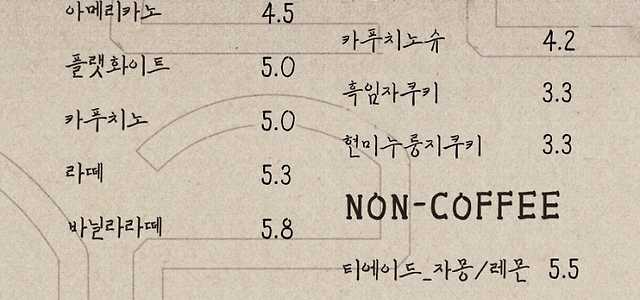 아메리카노 4.5
플랫화이트 5.0
카푸치노 5.0
라떼 5.3
바닐라라떼 5.8
카푸치노슈 4.2
흑임자쿠키 3.3
현미누룽지쿠키 3.3
NON-COFFEE
티에이드_자몽/레몬 5.5